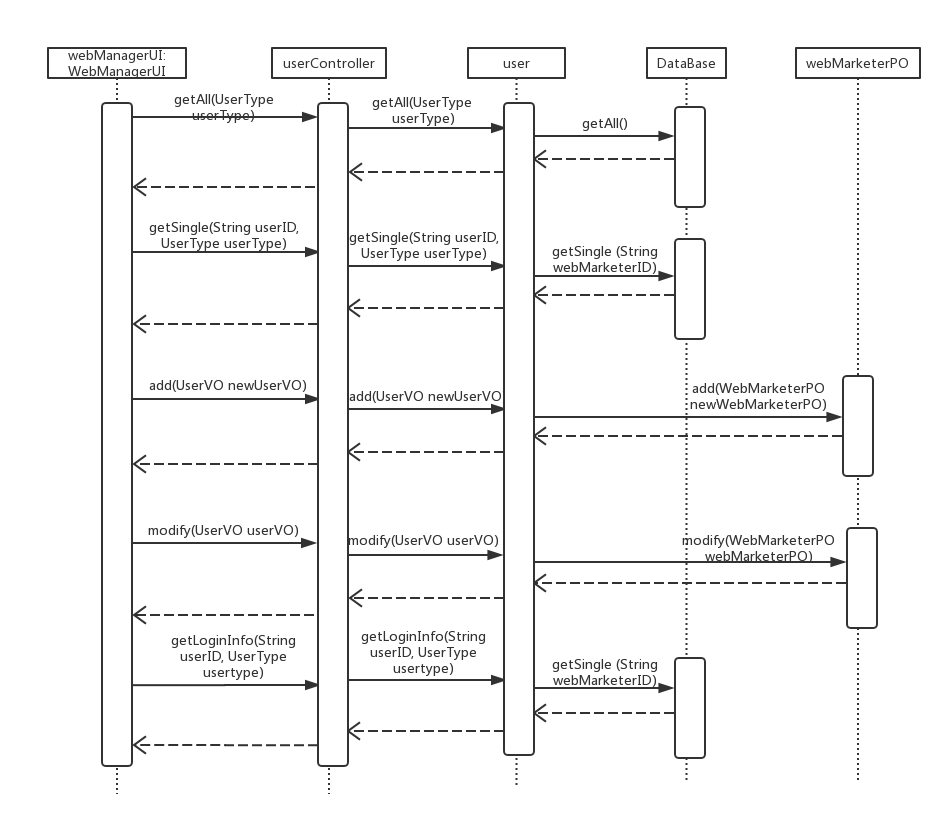 webManagerUI:
WebManagerUI
userController
user
DataBase
webMarketerPO
getAll(UserType
userType)
getAll(UserType
userType)
getAll()
getSingle(String userID,
UserType userType)
getSingle(String userID,
UserType userType)
getSingle (String
webMarketerID)
add(UserVO newUserVO)
add(UserVO newUserVO
add(WebMarketerPO
newWebMarketerPO)
modify(UserVO userVO)
modify(UserVO userVO)
modify(WebMarketerPO
webMarketerPO)
getLoginInfo(String
userID, UserType
usertype)
getLoginInfo(String
userID, UserType
usertype)
getSingle (String
webMarketerID)